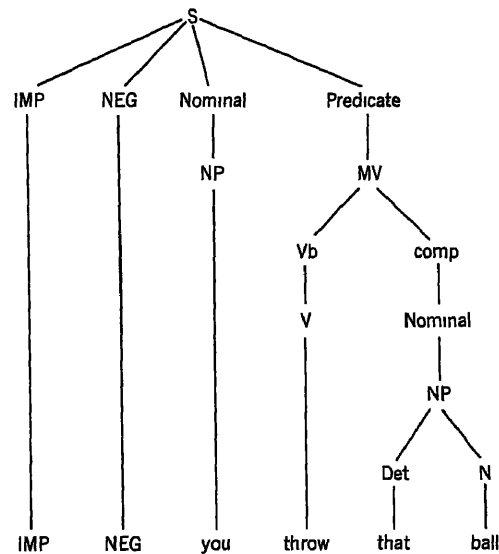 S
IMP NEG Nominal Predicate
NP MV
Vb comp
V Nominal
NP
Det N
IMP NEG you throw that ball